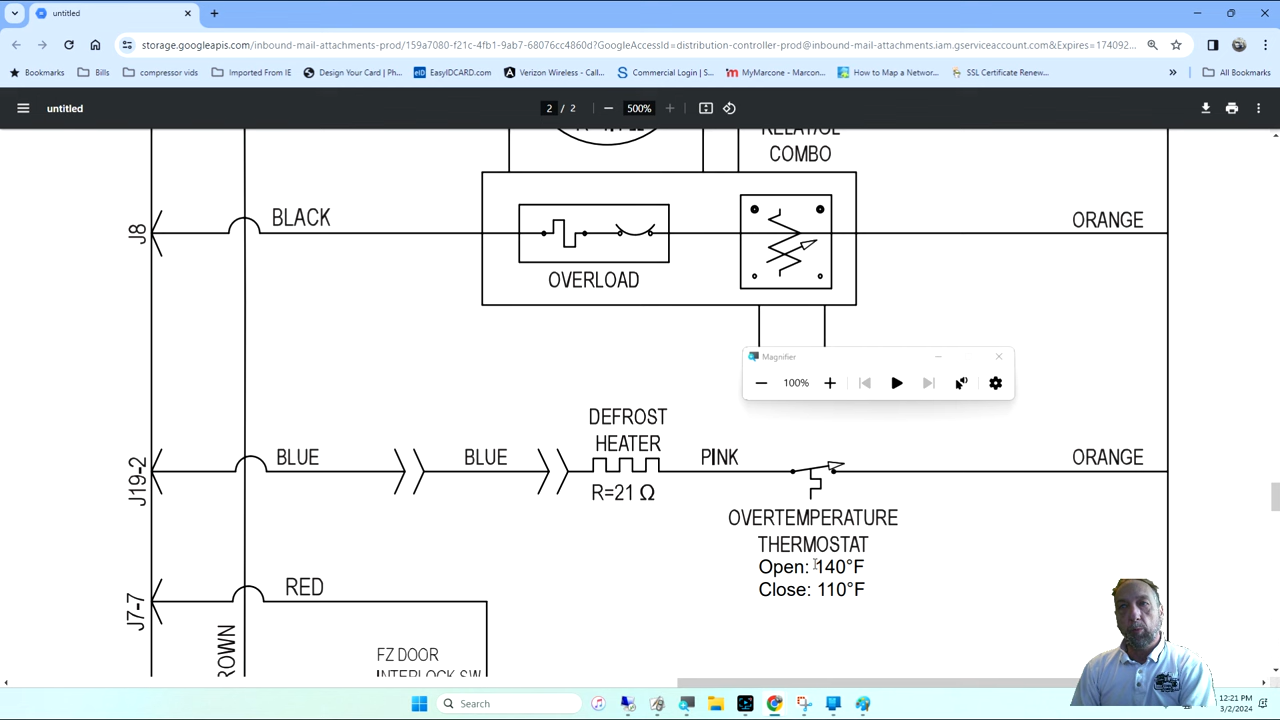 untitled
storage.googleapis.com/inbound-mail-attachments-prod/159a7080-f21c-4fb1-9ab7-68076cc4860d?GoogleAccessId=distribution-controller-prod@inbound-mail-attachments.iam.gserviceaccount.com&Expires=174092...
Bookmarks Bills compressor vids Imported From IE Design Your Card | Ph... EasyIDCARD.com Verizon Wireless - Call... Commercial Login | S... MyMarcone - Marcon... How to Map a Networ... SSL Certificate Renew... » All Bookmarks
untitled 2 / 2 500%
COMBO
J8 BLACK ORANGE
OVERLOAD
Magnifier
100%
DEFROST
HEATER
J19-2 BLUE BLUE PINK ORANGE
R=21 Ω
OVERTEMPERATURE
THERMOSTAT
Open: 140°F
Close: 110°F
J7-7 RED
FZ DOOR
INTERLOCK SW
Search
12:21 PM
3/2/2024